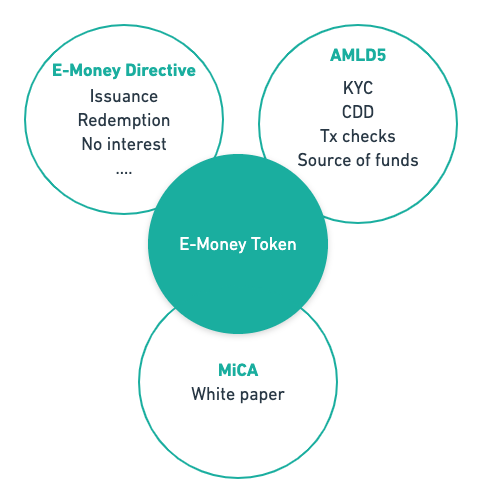 E-Money Directive
Issuance
Redemption
No interest
....
AMLD5
KYC
CDD
Tx checks
Source of funds
E-Money Token
MiCA
White paper